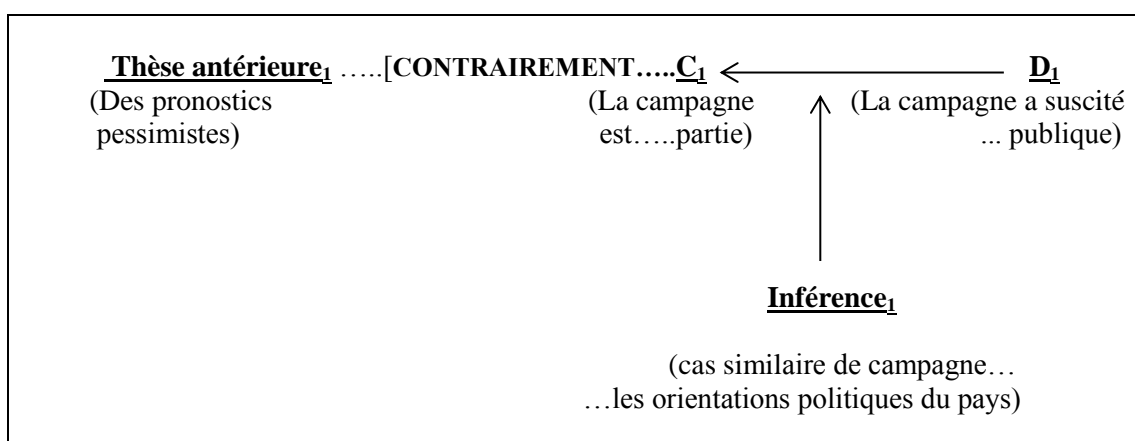 Thèse antérieure1 …..[CONTRAIREMENT…..C1 D1
(Des pronostics (La campagne (La campagne a suscité
pessimistes) est…..partie) ... publique)
Inférence1
(cas similaire de campagne…
…les orientations politiques du pays)